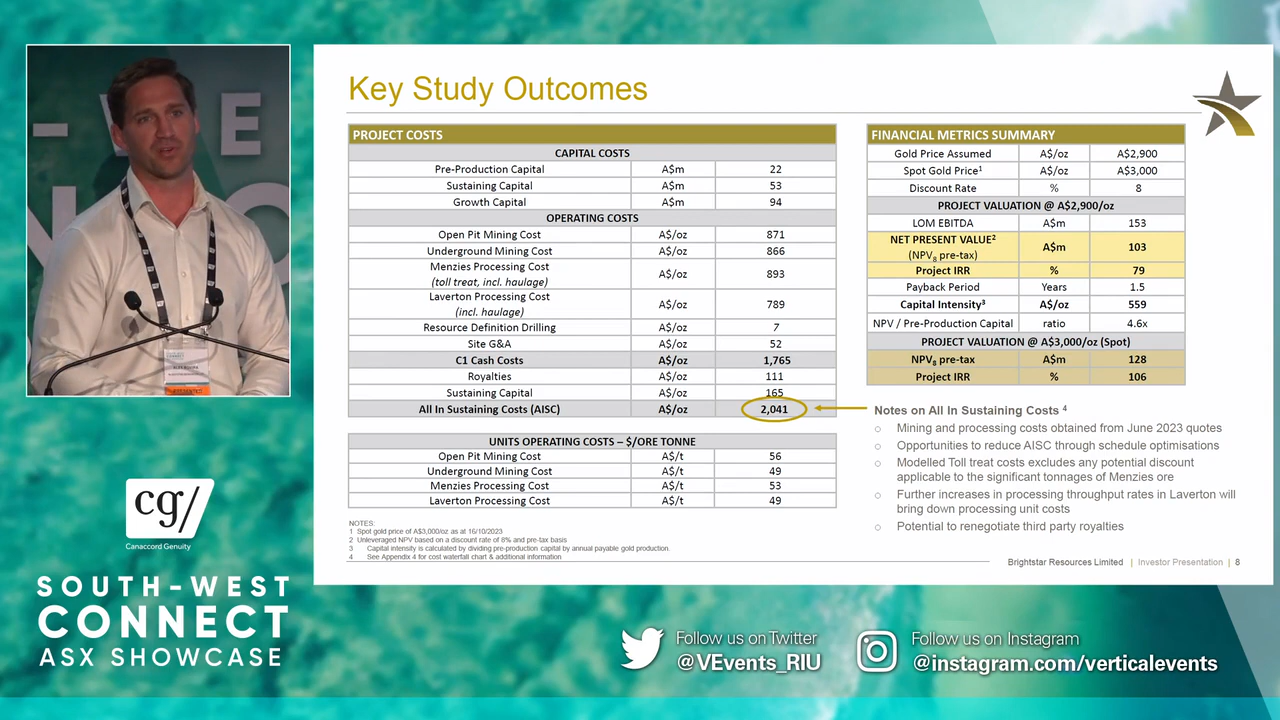 Key Study Outcomes
PROJECT COSTS
CAPITAL COSTS
Pre-Production Capital A$m 22
Sustaining Capital A$m 53
Growth Capital A$m 94
OPERATING COSTS
Open Pit Mining Cost A$/oz 871
Underground Mining Cost A$/oz 866
Menzies Processing Cost
(toll treat, incl. haulage) A$/oz 893
Laverton Processing Cost
(incl. haulage) A$/oz 789
Resource Definition Drilling A$/oz 7
Site G&A A$/oz 52
C1 Cash Costs A$/oz 1,765
Royalties A$/oz 111
Sustaining Capital A$/oz 165
All In Sustaining Costs (AISC) A$/oz 2,041
UNITS OPERATING COSTS – $/ORE TONNE
Open Pit Mining Cost A$/t 56
Underground Mining Cost A$/t 49
Menzies Processing Cost A$/t 53
Laverton Processing Cost A$/t 49
NOTES:
1 Spot gold price of A$3,000/oz as at 16/10/2023
2 Unleveraged NPV based on a discount rate of 8% and pre-tax basis
3 Capital intensity is calculated by dividing pre-production capital by annual payable gold production.
4 See Appendix 4 for cost waterfall chart & additional information
FINANCIAL METRICS SUMMARY
Gold Price Assumed A$/oz A$2,900
Spot Gold Price1 A$/oz A$3,000
Discount Rate % 8
PROJECT VALUATION @ A$2,900/oz
LOM EBITDA A$m 153
NET PRESENT VALUE2
(NPV8 pre-tax) A$m 103
Project IRR % 79
Payback Period Years 1.5
Capital Intensity3 A$/oz 559
NPV / Pre-Production Capital ratio 4.6x
PROJECT VALUATION @ A$3,000/oz (Spot)
NPV8 pre-tax A$m 128
Project IRR % 106
Notes on All In Sustaining Costs 4
Mining and processing costs obtained from June 2023 quotes
Opportunities to reduce AISC through schedule optimisations
Modelled Toll treat costs excludes any potential discount
applicable to the significant tonnages of Menzies ore
Further increases in processing throughput rates in Laverton will
bring down processing unit costs
Potential to renegotiate third party royalties
Brightstar Resources Limited | Investor Presentation | 8
cg/
Canaccord Genuity
SOUTH-WEST
CONNECT
ASX SHOWCASE
Follow us on Twitter
@VEvents_RIU
Follow us on Instagram
@instagram.com/verticalevents